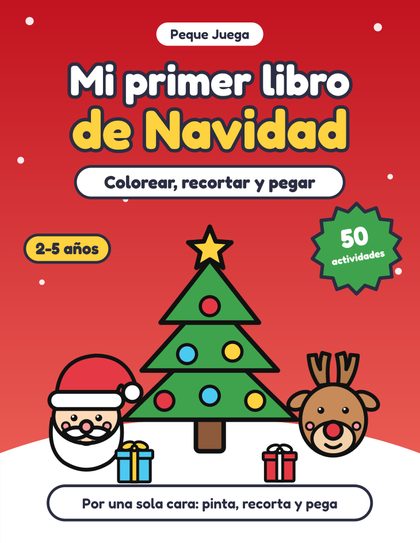 Peque Juega
Mi primer libro
de Navidad
Colorear, recortar y pegar
2-5 años
50
actividades
Por una sola cara: pinta, recorta y pega